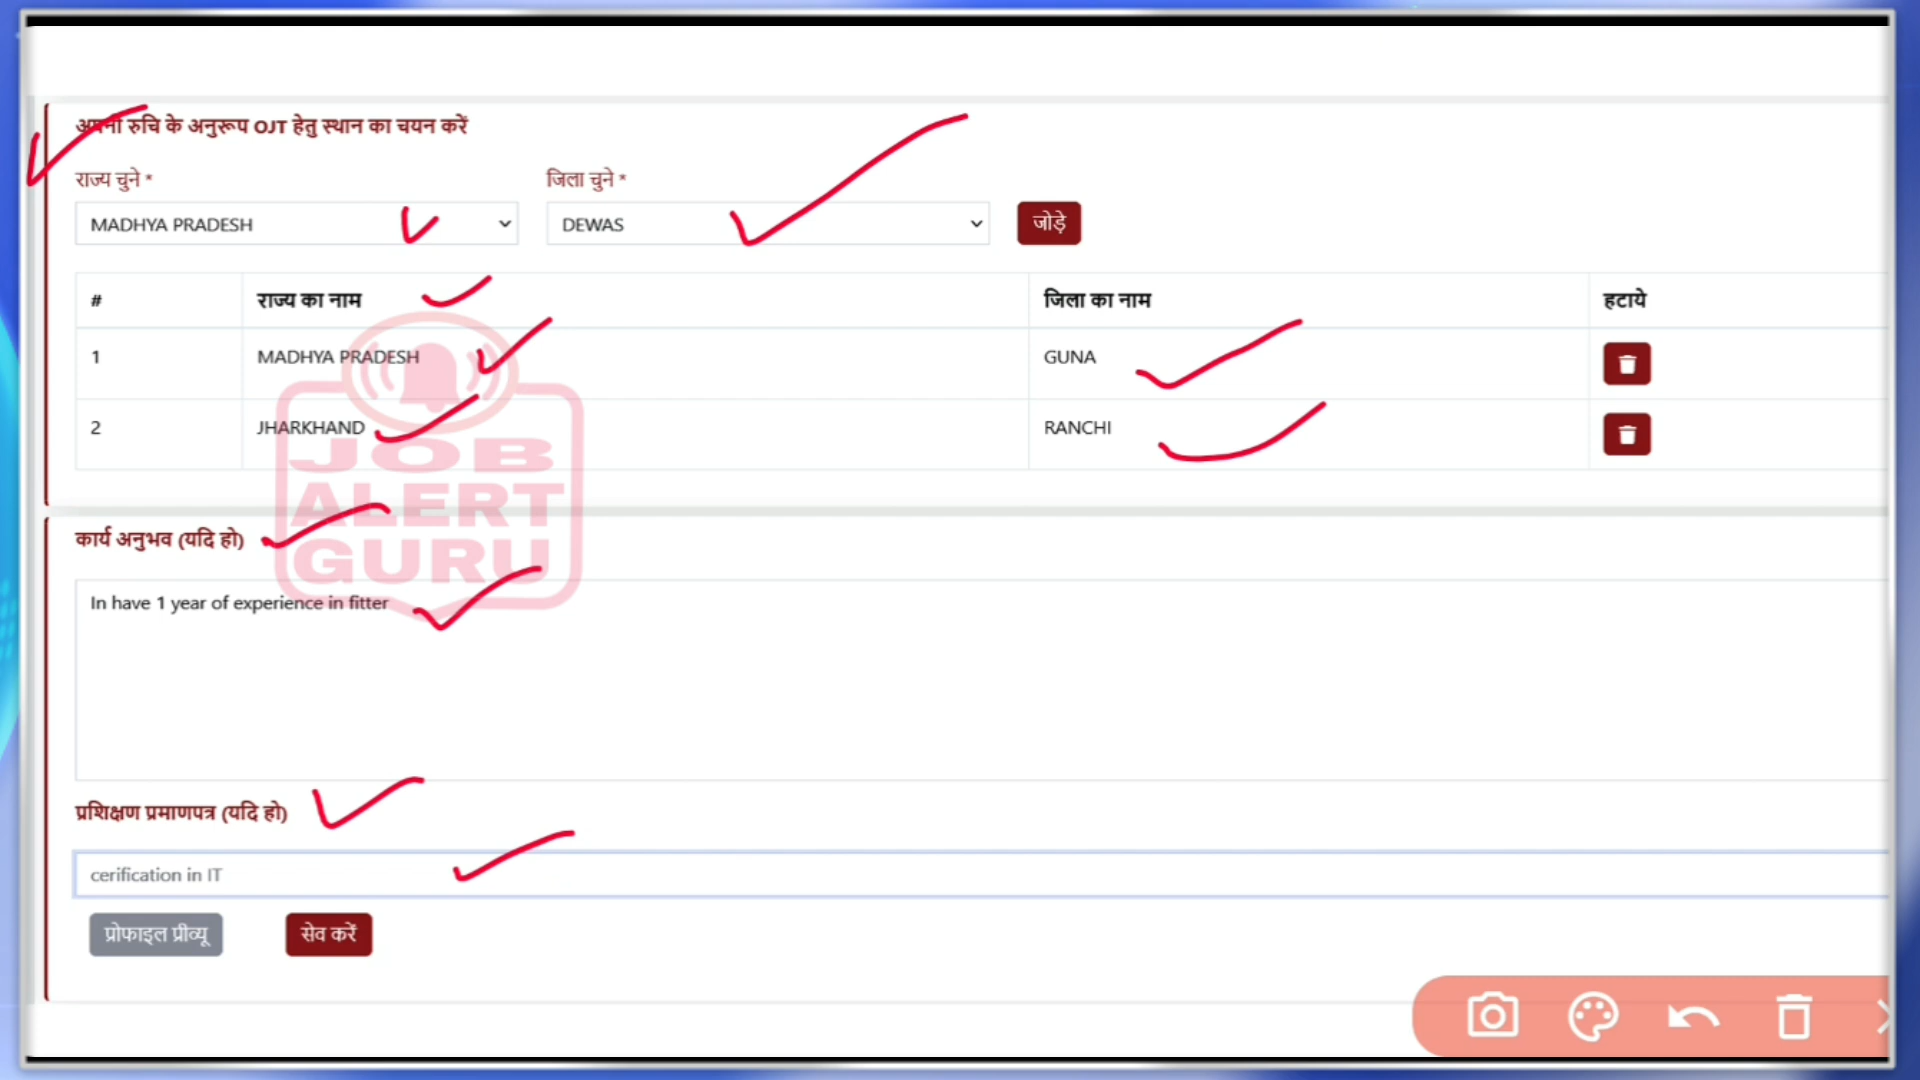 अपनी रुचि के अनुरूप OJT हेतु स्थान का चयन करें
राज्य चुने * जिला चुने *
MADHYA PRADESH DEWAS जोड़े
# राज्य का नाम जिला का नाम हटाये
1 MADHYA PRADESH GUNA
2 JHARKHAND RANCHI
JOB
ALERT
GURU
कार्य अनुभव (यदि हो)
In have 1 year of experience in fitter
प्रशिक्षण प्रमाणपत्र (यदि हो)
cerification in IT
प्रोफाइल प्रीव्यू सेव करें